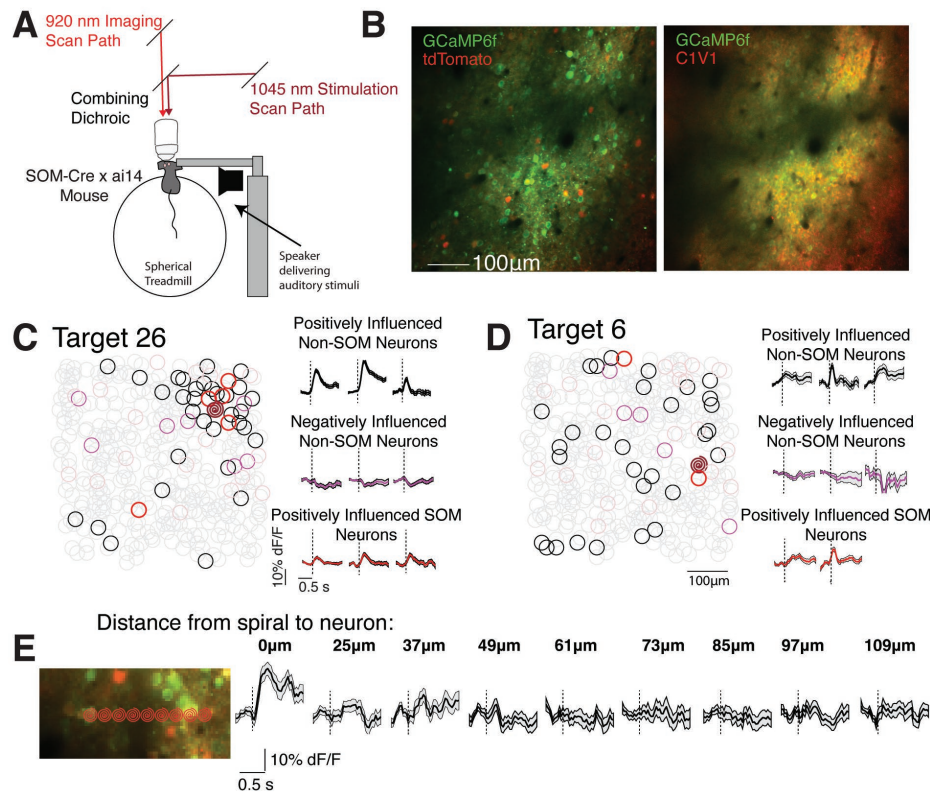 A
920 nm Imaging
Scan Path
Combining
Dichroic
1045 nm Stimulation
Scan Path
SOM-Cre x ai14
Mouse
Spherical
Treadmill
Speaker
delivering
auditory stimuli
B
GCaMP6f
tdTomato
100µm
GCaMP6f
C1V1
C
Target 26
Positively Influenced
Non-SOM Neurons
Negatively Influenced
Non-SOM Neurons
Positively Influenced SOM
Neurons
10% dF/F
0.5 s
D
Target 6
Positively Influenced
Non-SOM Neurons
Negatively Influenced
Non-SOM Neurons
Positively Influenced SOM
Neurons
100µm
E
Distance from spiral to neuron:
0µm 25µm 37µm 49µm 61µm 73µm 85µm 97µm 109µm
10% dF/F
0.5 s